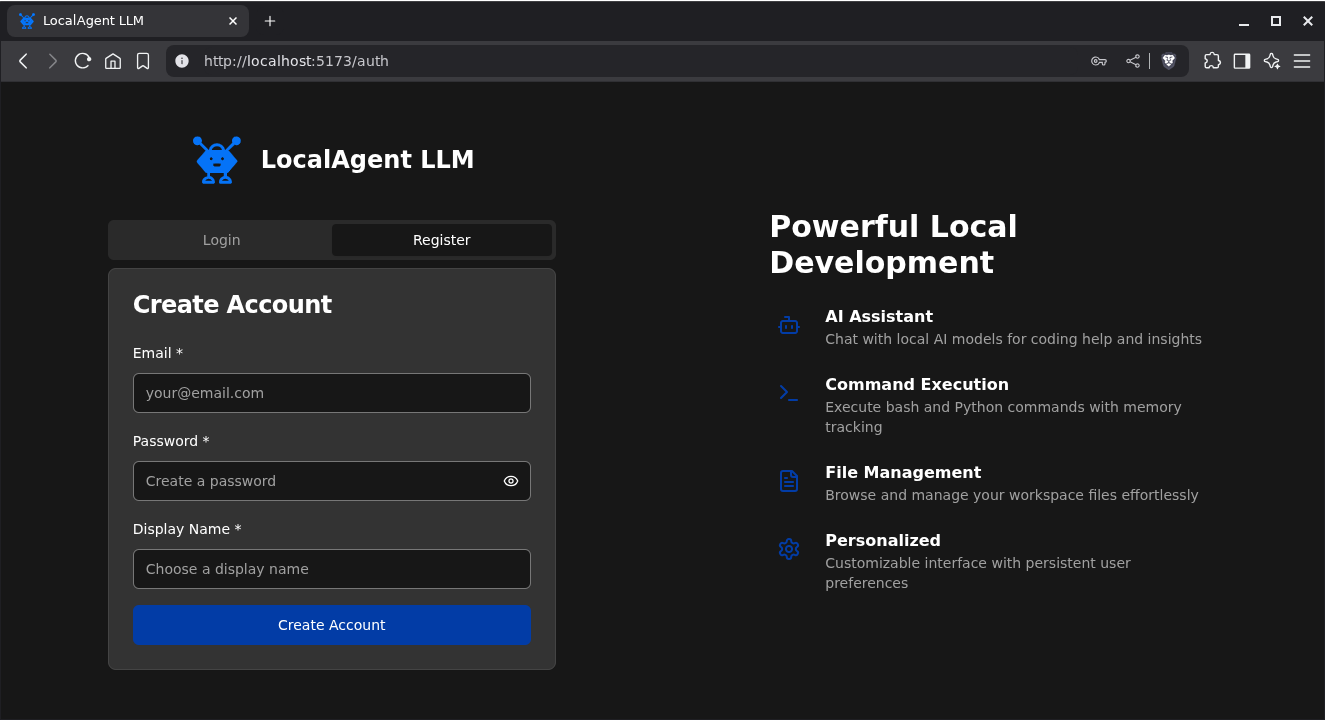 LocalAgent LLM
http://localhost:5173/auth
LocalAgent LLM
Login
Register
Create Account
Email *
your@email.com
Password *
Create a password
Display Name *
Choose a display name
Create Account
Powerful Local
Development
AI Assistant
Chat with local AI models for coding help and insights
Command Execution
Execute bash and Python commands with memory
tracking
File Management
Browse and manage your workspace files effortlessly
Personalized
Customizable interface with persistent user
preferences